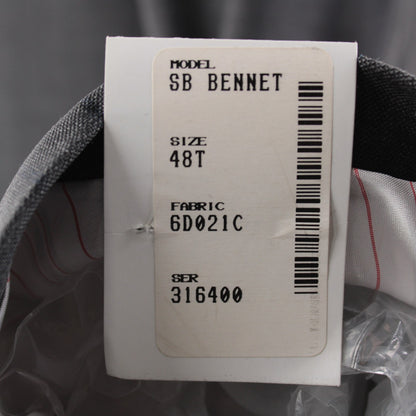 MODEL
SB BENNET
SIZE
48T
FABRIC
6D021C
SER
316400